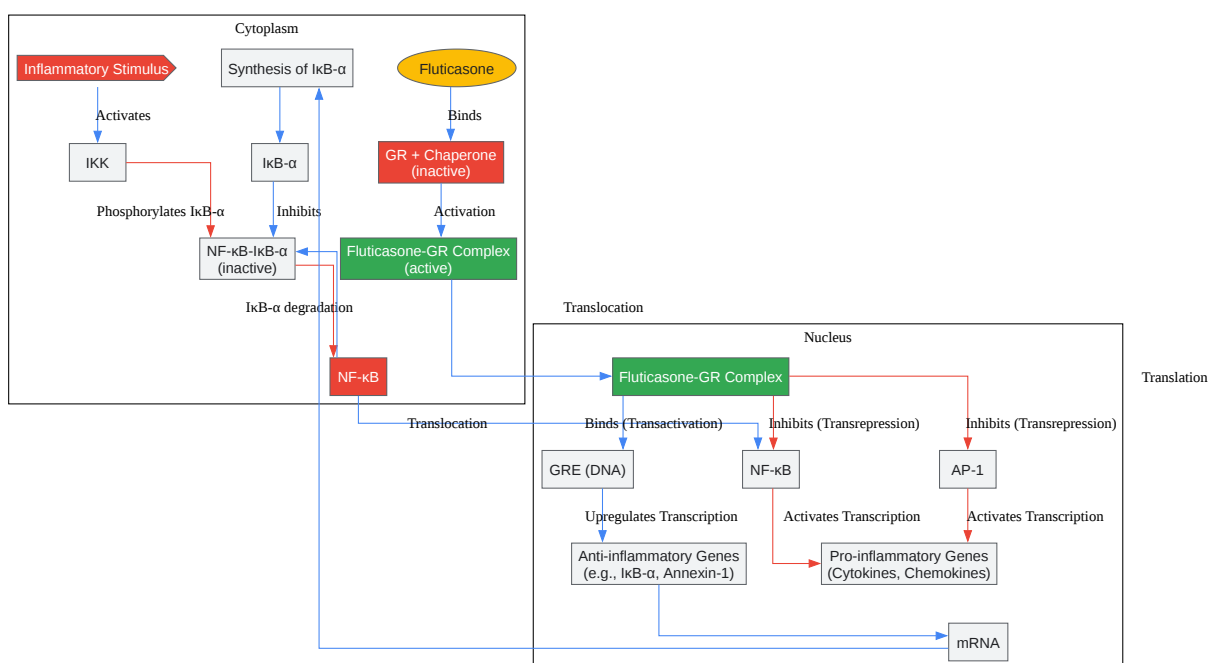 Cytoplasm
Inflammatory Stimulus
Synthesis of IκB-α
Fluticasone
Activates
Binds
IKK
IκB-α
GR + Chaperone
(inactive)
Phosphorylates IκB-α
Inhibits
Activation
NF-κB-IκB-α
(inactive)
Fluticasone-GR Complex
(active)
IκB-α degradation
Translocation
NF-κB
Nucleus
Fluticasone-GR Complex
Translation
Translocation
Binds (Transactivation)
Inhibits (Transrepression)
Inhibits (Transrepression)
GRE (DNA)
NF-κB
AP-1
Upregulates Transcription
Activates Transcription
Activates Transcription
Anti-inflammatory Genes
(e.g., IκB-α, Annexin-1)
Pro-inflammatory Genes
(Cytokines, Chemokines)
mRNA